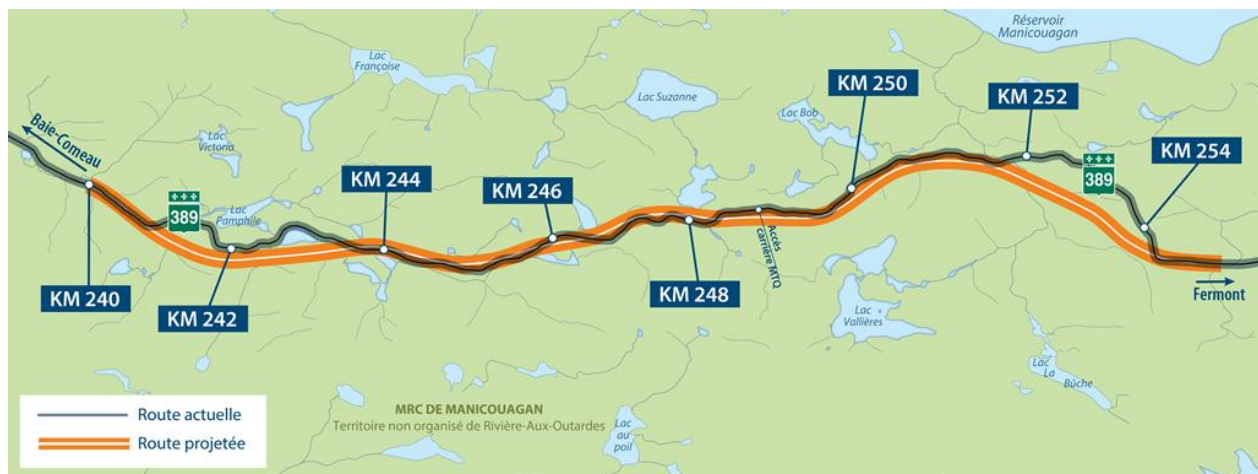 Réservoir
Manicouagan
Lac
Françoise
Lac Suzanne
Lac Bob
KM 250
KM 252
KM 254
Baie-Comeau
Lac
Victoria
KM 244
KM 246
389
389
Lac
Pamphile
Accès
carrière MTQ
KM 240
KM 242
KM 248
Fermont
Lac
Vallières
Lac
La
Bûche
MRC DE MANICOUAGAN
Territoire non organisé de Rivière-Aux-Outardes
Lac
au
poil
Route actuelle
Route projetée